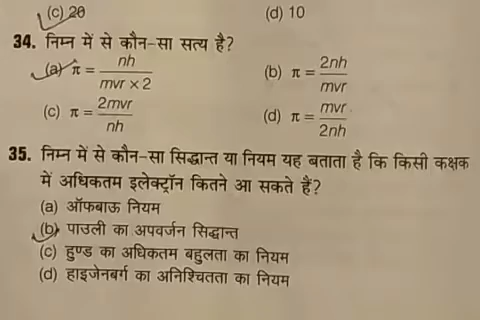 (c) 20 (d) 10
34. निम्न में से कौन-सा सत्य है?
(a) π = nh / mvr × 2 (b) π = 2nh / mvr
(c) π = 2mvr / nh (d) π = mvr / 2nh
35. निम्न में से कौन-सा सिद्धान्त या नियम यह बताता है कि किसी कक्षक
में अधिकतम इलेक्ट्रॉन कितने आ सकते हैं?
(a) ऑफबाऊ नियम
(b) पाउली का अपवर्जन सिद्धान्त
(c) हुण्ड का अधिकतम बहुलता का नियम
(d) हाइजेनबर्ग का अनिश्चितता का नियम